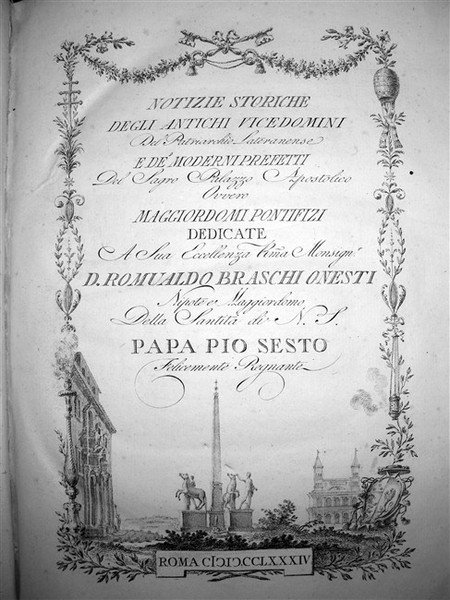 NOTIZIE STORICHE
DEGLI ANTICHI VICEDOMINI
Del Patriarchio Lateranense
E DE' MODERNI PREFETTI
Del Sagro Palazzo Apostolico
Ovvero
MAGGIORDOMI PONTIFIZI
DEDICATE
A Sua Eccellenza Rma Monsigr
D. ROMUALDO BRASCHI ONESTI
Nipote e Maggiordomo
Della Santità di N. S.
PAPA PIO SESTO
Felicemente Regnante
ROMA CIƆIƆCCLXXXIV